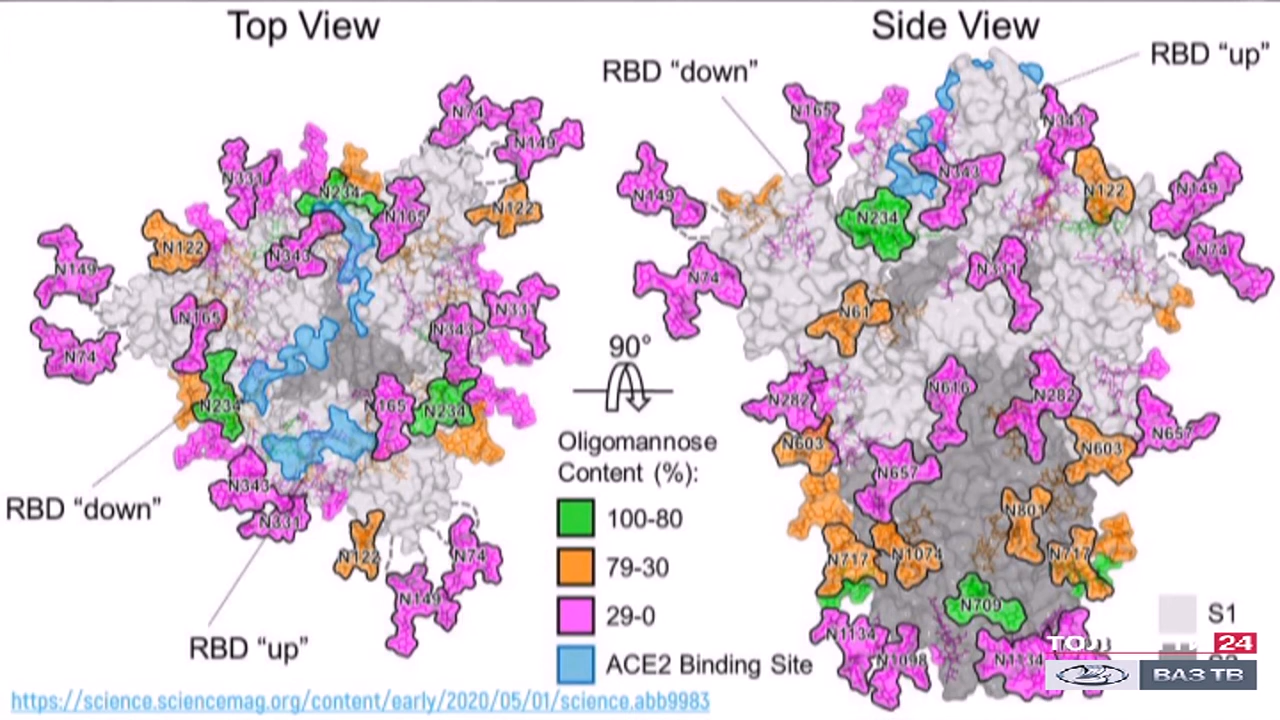 Top View
Side View
RBD “down”
RBD “up”
N74
N149
N331
N234
N165
N122
N122
N343
N149
N165
N331
N343
N74
N234
N165
N234
N343
N331
N122
N74
N149
RBD “down”
RBD “up”
N165
N343
N149
N343
N122
N149
N234
N74
N74
N331
N61
90°
N616
N282
N282
N603
N657
N603
N657
N801
N717
N1074
N717
N709
N1134
N1098
N1134
Oligomannose
Content (%):
100-80
79-30
29-0
ACE2 Binding Site
S1
24
ВАЗ ТВ
https://science.sciencemag.org/content/early/2020/05/01/science.abb9983